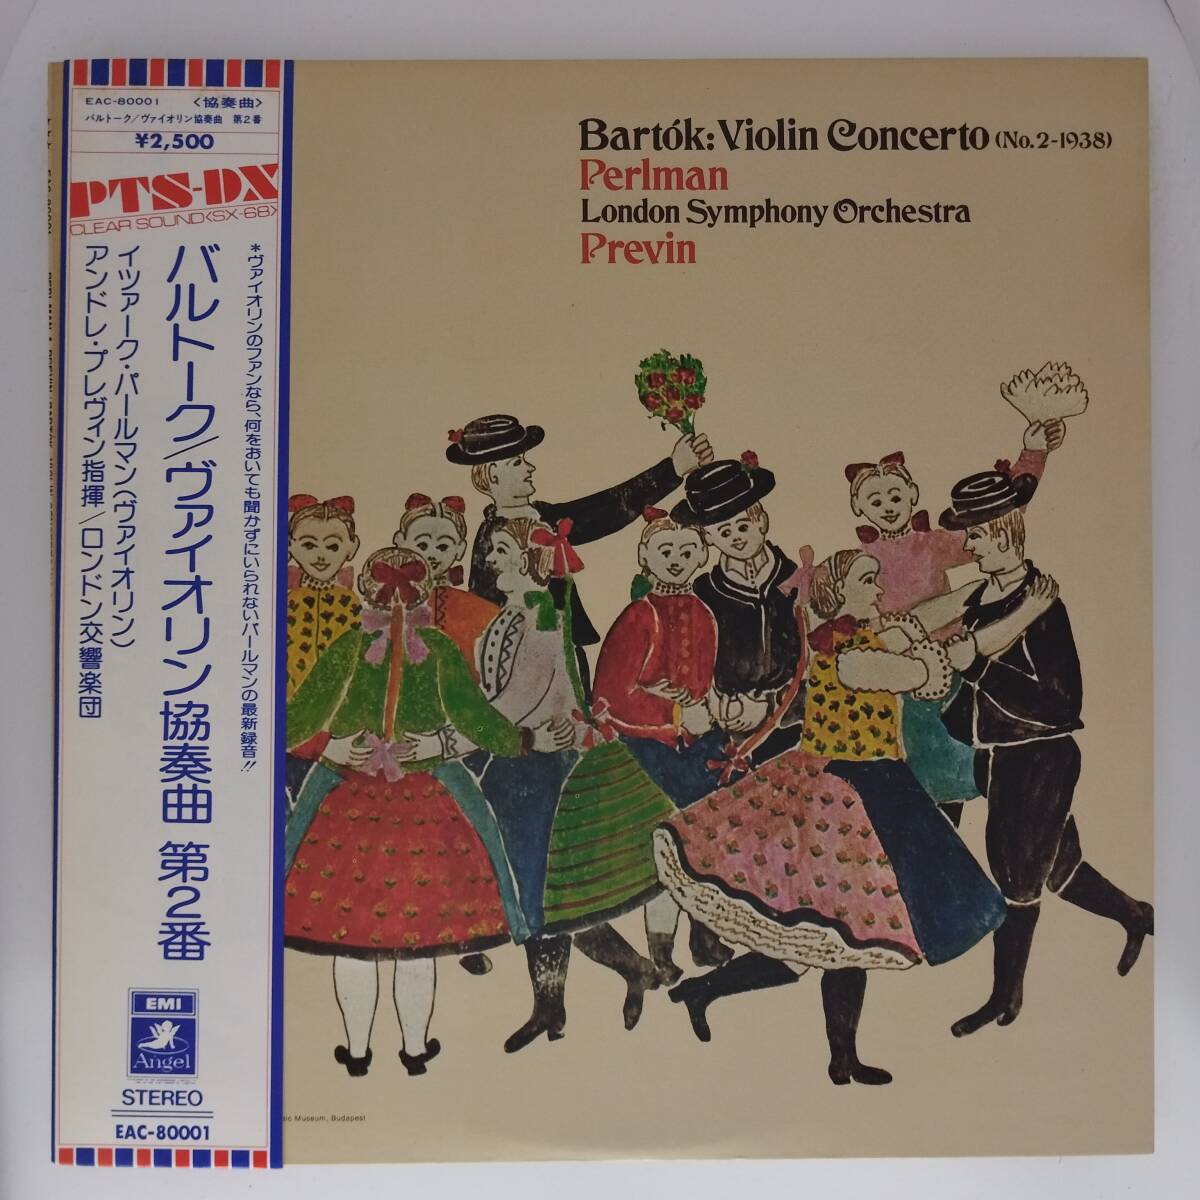 EAC-80001 〈協奏曲〉
バルトーク/ヴァイオリン協奏曲 第2番
¥2,500
PTS-DX
CLEAR SOUND〈SX-68〉
*ヴァイオリンのファンなら、何をおいても聞かずにいられないパールマンの最新録音!!
バルトーク/ヴァイオリン協奏曲 第2番
イツァーク・パールマン(ヴァイオリン)
アンドレ・プレヴィン指揮/ロンドン交響楽団
EMI
Angel
STEREO
EAC-80001
Bartók: Violin Concerto (No. 2-1938)
Perlman
London Symphony Orchestra
Previn
Museum, Budapest